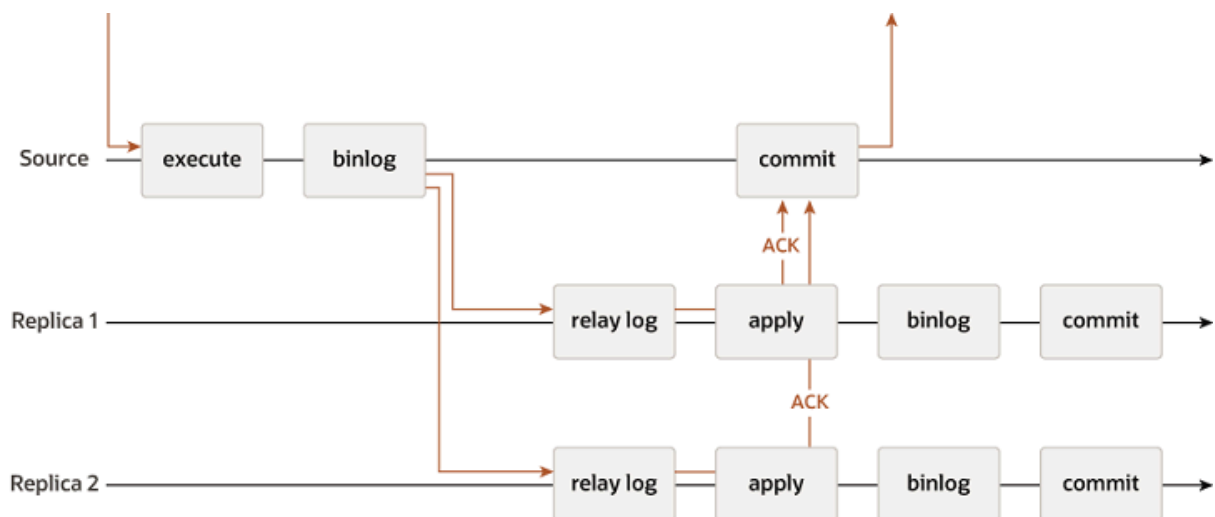 Source execute binlog commit
ACK
Replica 1 relay log apply binlog commit
ACK
Replica 2 relay log apply binlog commit